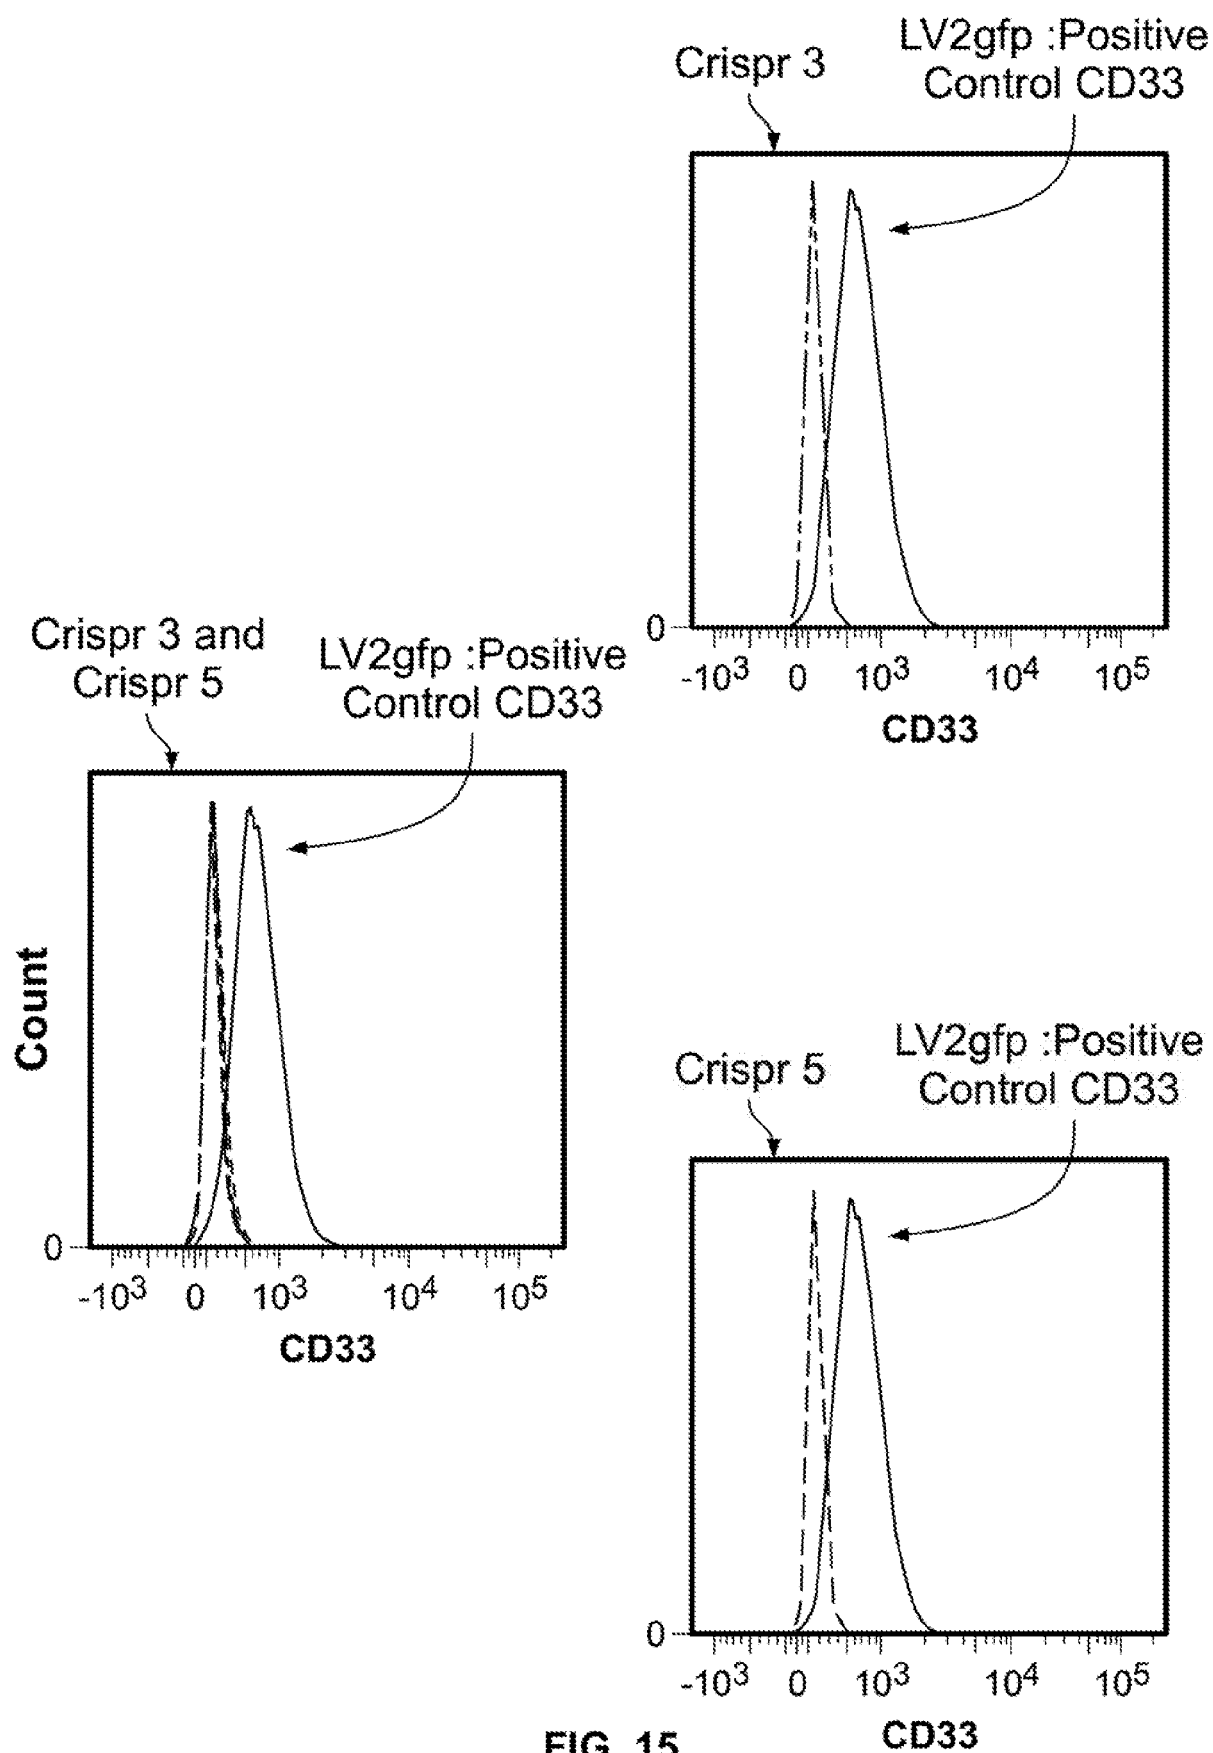 Crispr 3
LV2gfp :Positive
Control CD33
0
-10³ 0 10³ 10⁴ 10⁵
CD33
Crispr 3 and
Crispr 5
LV2gfp :Positive
Control CD33
Count
0
-10³ 0 10³ 10⁴ 10⁵
CD33
Crispr 5
LV2gfp :Positive
Control CD33
0
-10³ 0 10³ 10⁴ 10⁵
CD33
FIG. 15